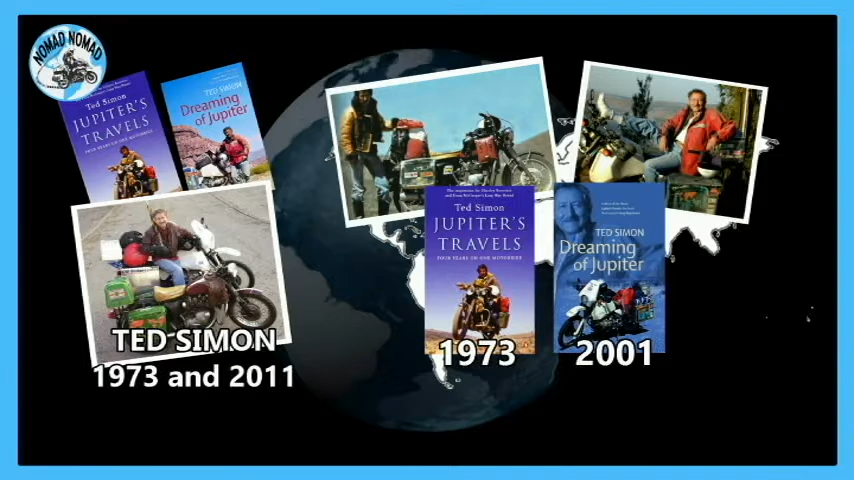 NOMAD NOMAD
Ted Simon
JUPITER'S
TRAVELS
FOUR YEARS ON ONE MOTORBIKE
TED SIMON
Dreaming
of Jupiter
TED SIMON
1973 and 2011
Ted Simon
JUPITER'S
TRAVELS
FOUR YEARS ON ONE MOTORBIKE
1973
TED SIMON
Dreaming
of Jupiter
2001